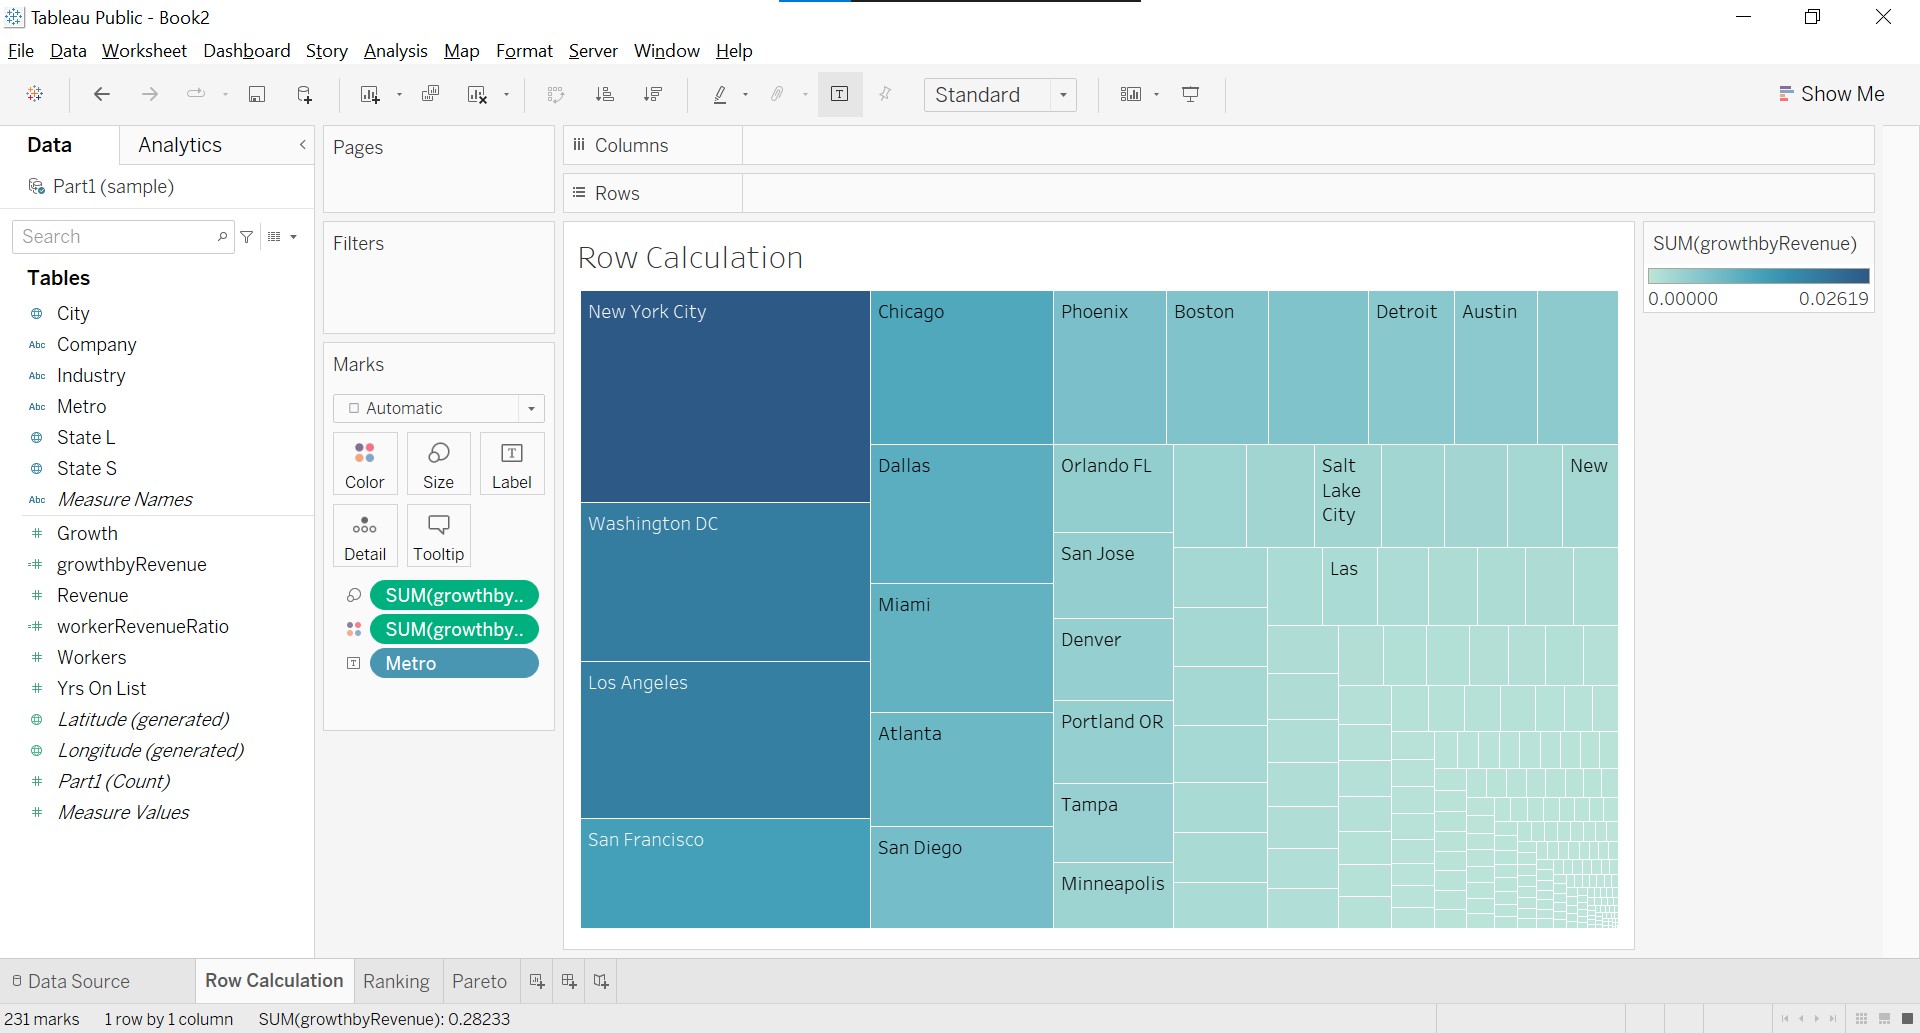 Tableau Public - Book2
File Data Worksheet Dashboard Story Analysis Map Format Server Window Help
Standard
Show Me
Data
Analytics
Part1 (sample)
Search
Tables
City
Abc Company
Abc Industry
Abc Metro
State L
State S
Abc Measure Names
Growth
growthbyRevenue
Revenue
workerRevenueRatio
Workers
Yrs On List
Latitude (generated)
Longitude (generated)
Part1 (Count)
Measure Values
Pages
Filters
Marks
Automatic
Color
Size
Label
Detail
Tooltip
SUM(growthby..
SUM(growthby..
Metro
Columns
Rows
Row Calculation
New York City
Washington DC
Los Angeles
San Francisco
Chicago
Dallas
Miami
Atlanta
San Diego
Phoenix
Boston
Detroit
Austin
Orlando FL
San Jose
Denver
Portland OR
Tampa
Minneapolis
Salt
Lake
City
New
Las
SUM(growthbyRevenue)
0.00000 0.02619
Data Source
Row Calculation
Ranking
Pareto
231 marks 1 row by 1 column SUM(growthbyRevenue): 0.28233